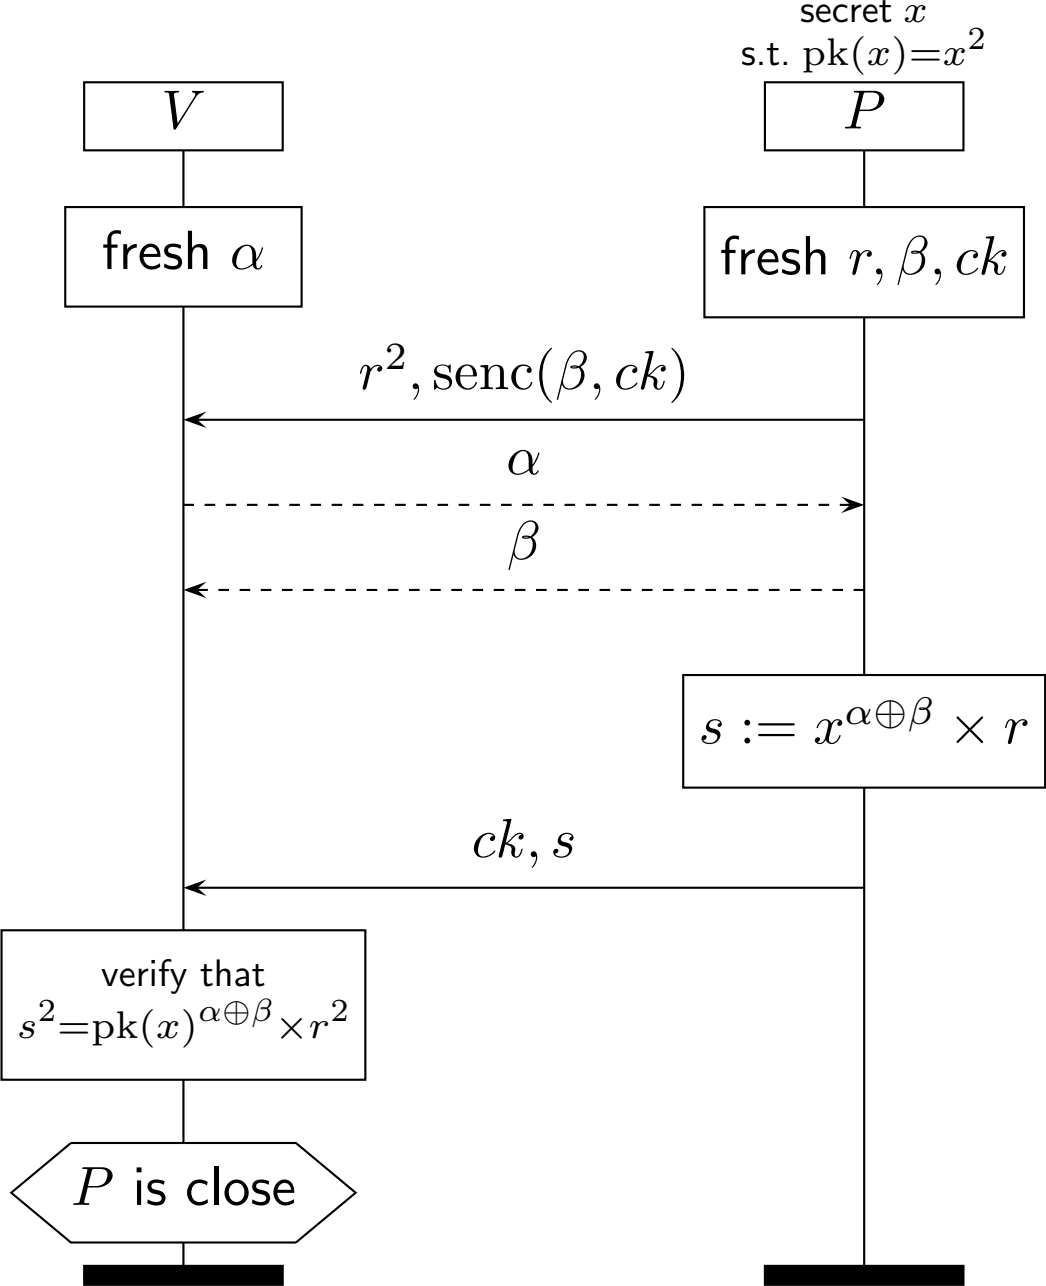 secret x
s.t. pk(x)=x²
V
P
fresh α
fresh r, β, ck
r², senc(β, ck)
α
β
s := x^{α⊕β} × r
ck, s
verify that
s²=pk(x)^{α⊕β}×r²
P is close